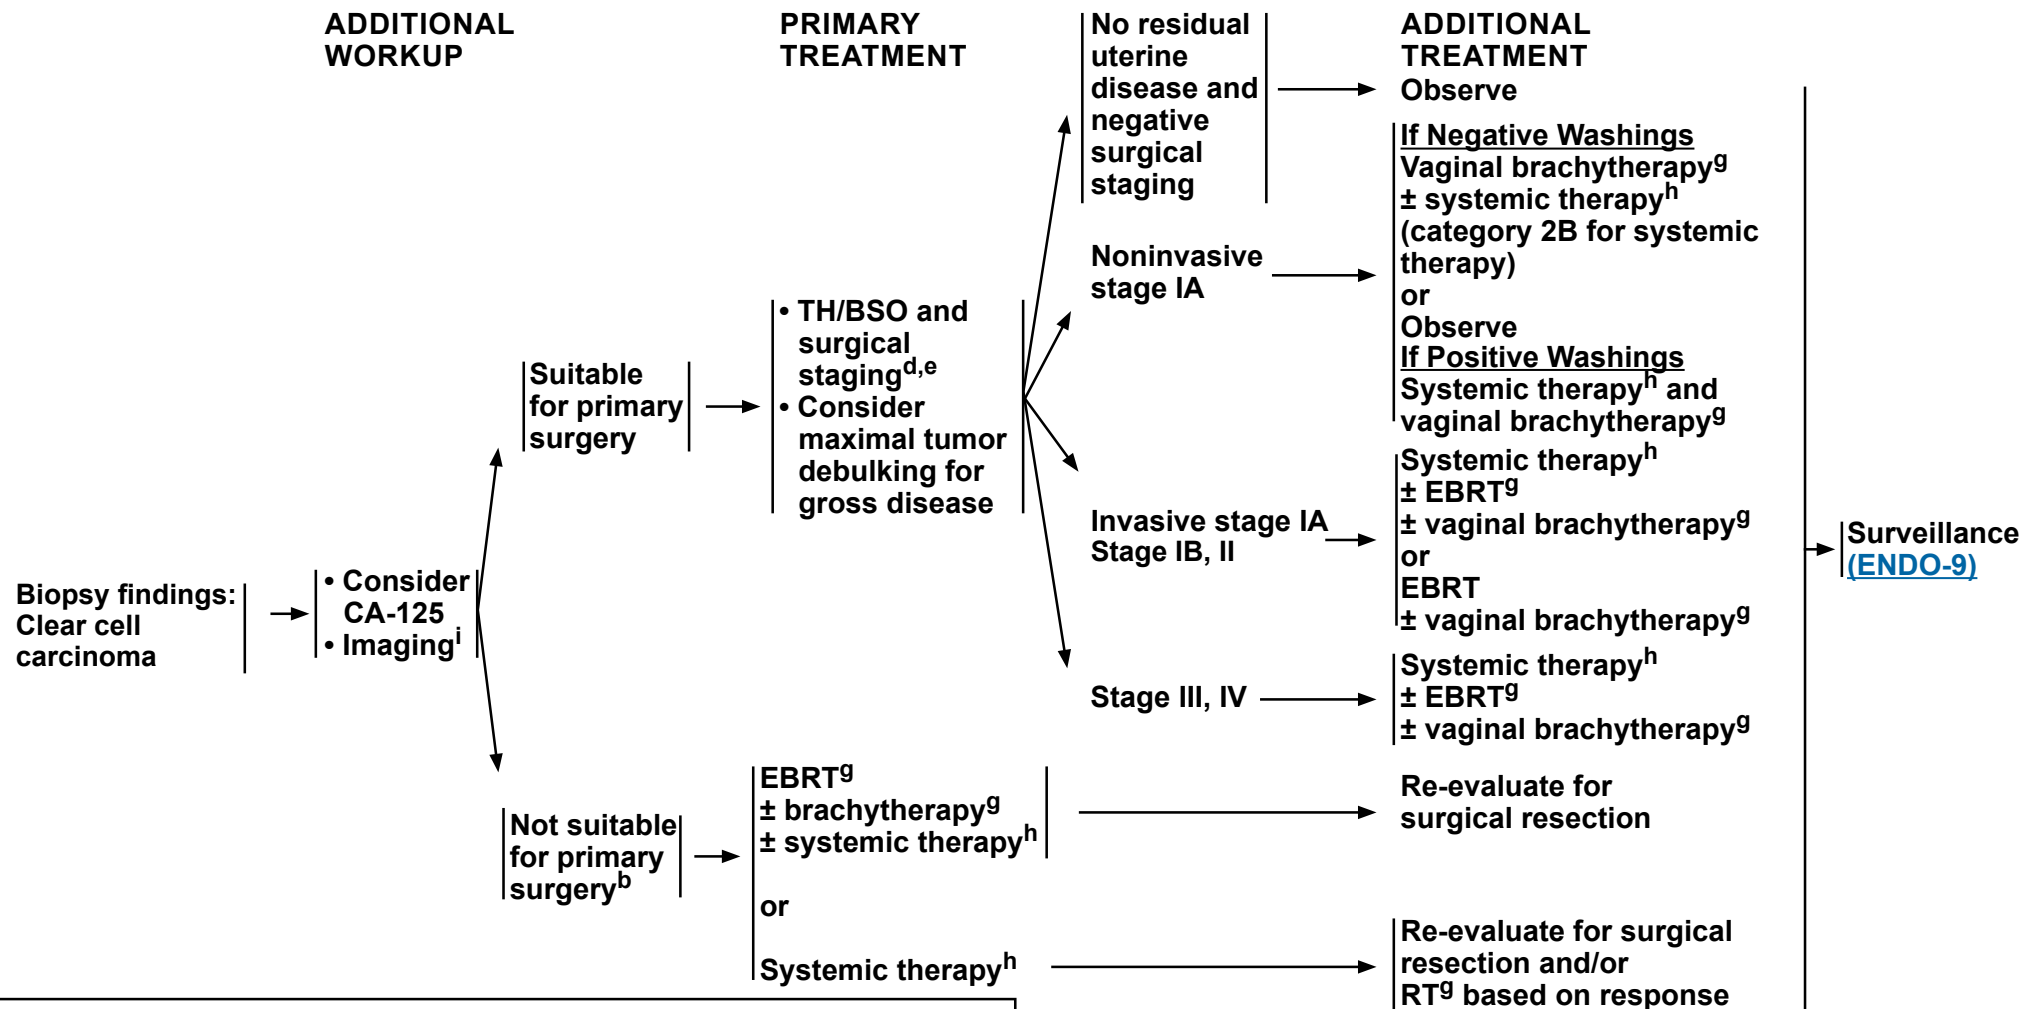 ADDITIONAL
WORKUP
PRIMARY
TREATMENT
No residual
uterine
disease and
negative
surgical
staging
ADDITIONAL
TREATMENT
Observe
If Negative Washings
Vaginal brachytherapyg
± systemic therapyh
(category 2B for systemic
therapy)
or
Observe
If Positive Washings
Systemic therapyh and
vaginal brachytherapyg
Noninvasive
stage IA
• TH/BSO and
surgical
stagingd,e
• Consider
maximal tumor
debulking for
gross disease
Suitable
for primary
surgery
Invasive stage IA
Stage IB, II
Systemic therapyh
± EBRTg
± vaginal brachytherapyg
or
EBRT
± vaginal brachytherapyg
Surveillance
(ENDO-9)
Biopsy findings:
Clear cell
carcinoma
• Consider
CA-125
• Imagingi
Stage III, IV
Systemic therapyh
± EBRTg
± vaginal brachytherapyg
Not suitable
for primary
surgeryb
EBRTg
± brachytherapyg
± systemic therapyh
or
Systemic therapyh
Re-evaluate for
surgical resection
Re-evaluate for surgical
resection and/or
RTg based on response